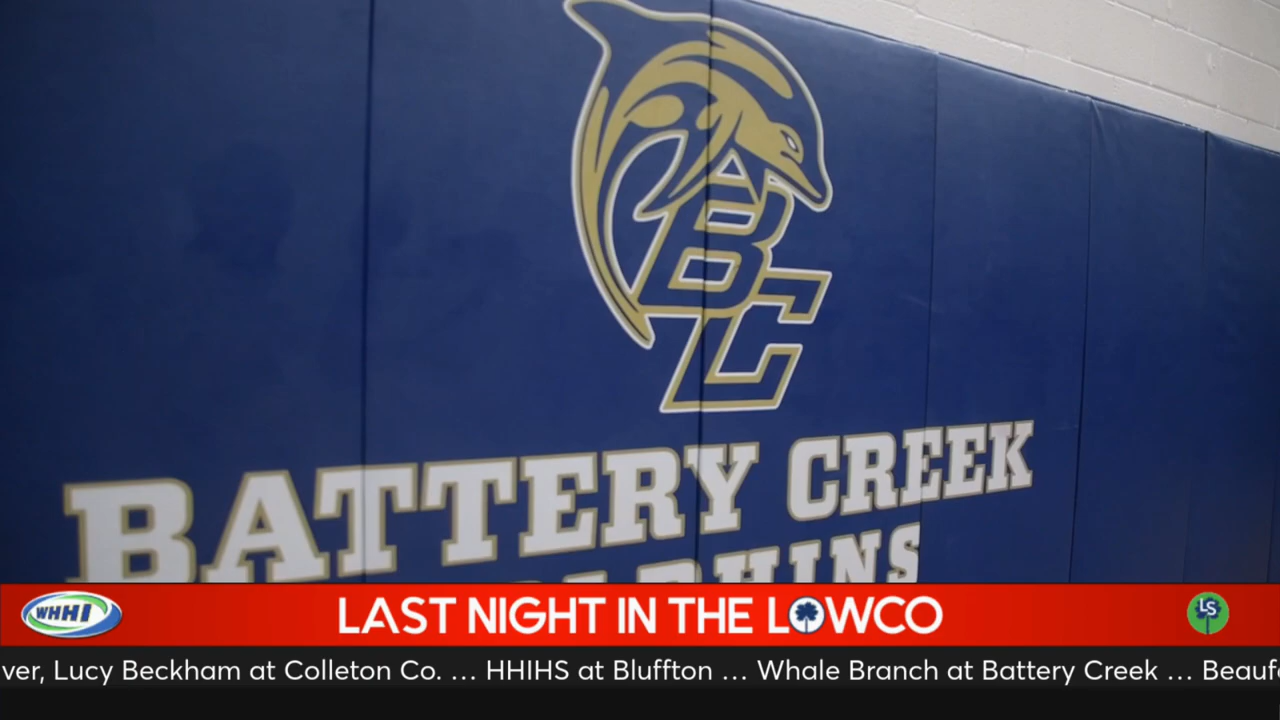 BC
BATTERY CREEK
DOLPHINS
WHHI
LAST NIGHT IN THE LOWCO
LS
ver, Lucy Beckham at Colleton Co. ... HHIHS at Bluffton ... Whale Branch at Battery Creek ... Beauf